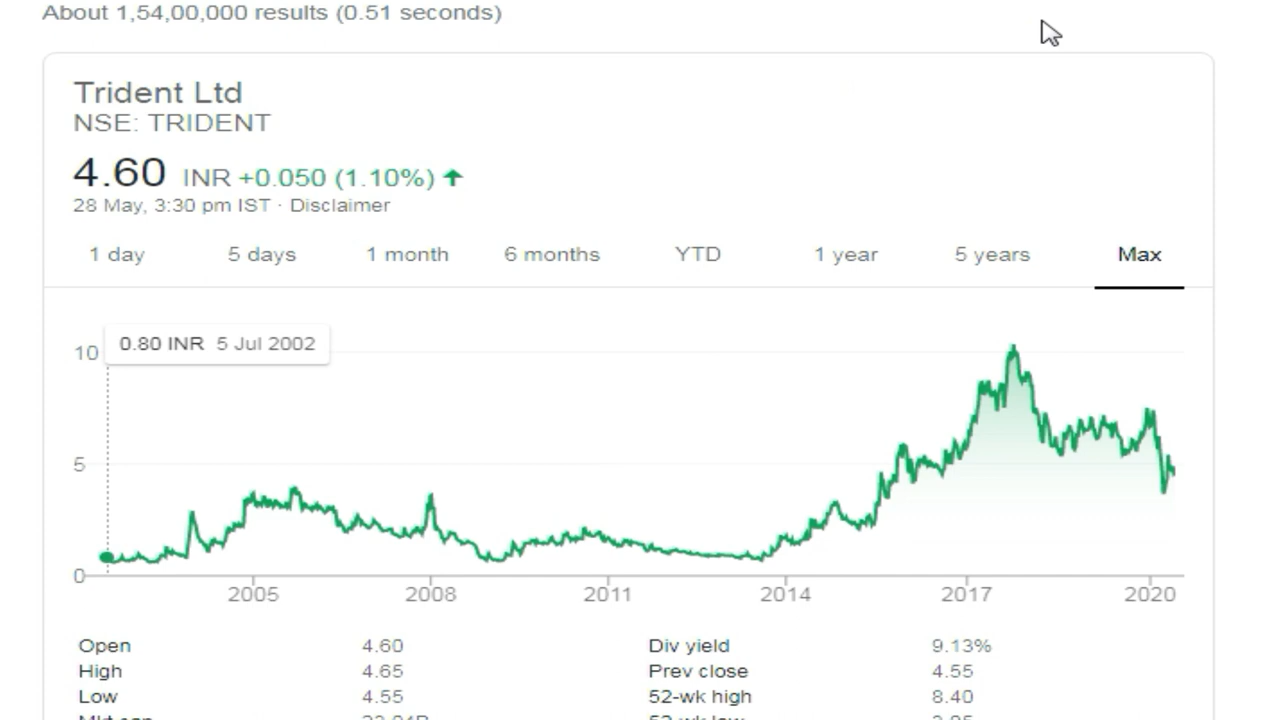 About 1,54,00,000 results (0.51 seconds)
Trident Ltd
NSE: TRIDENT
4.60 INR +0.050 (1.10%)
28 May, 3:30 pm IST · Disclaimer
1 day 5 days 1 month 6 months YTD 1 year 5 years Max
0.80 INR 5 Jul 2002
10
5
0
2005 2008 2011 2014 2017 2020
Open 4.60 Div yield 9.13%
High 4.65 Prev close 4.55
Low 4.55 52-wk high 8.40